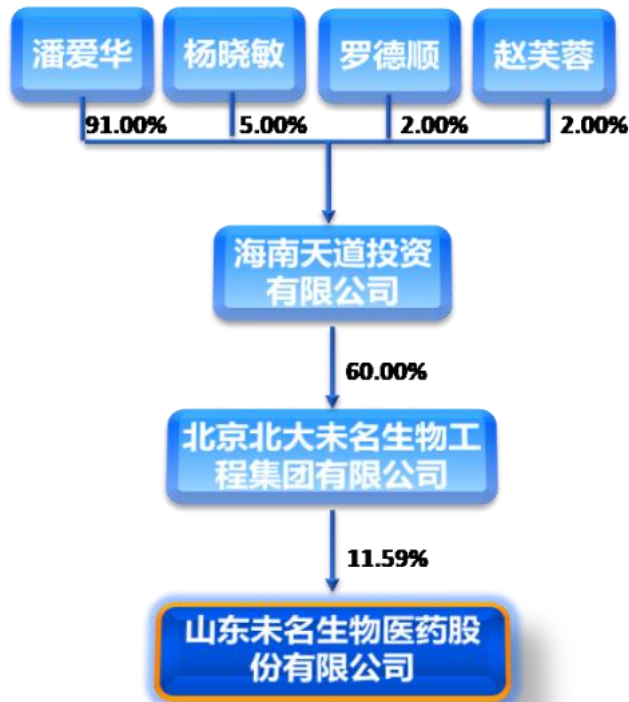 潘爱华 杨晓敏 罗德顺 赵芙蓉
91.00% 5.00% 2.00% 2.00%
海南天道投资
有限公司
60.00%
北京北大未名生物工
程集团有限公司
11.59%
山东未名生物医药股
份有限公司